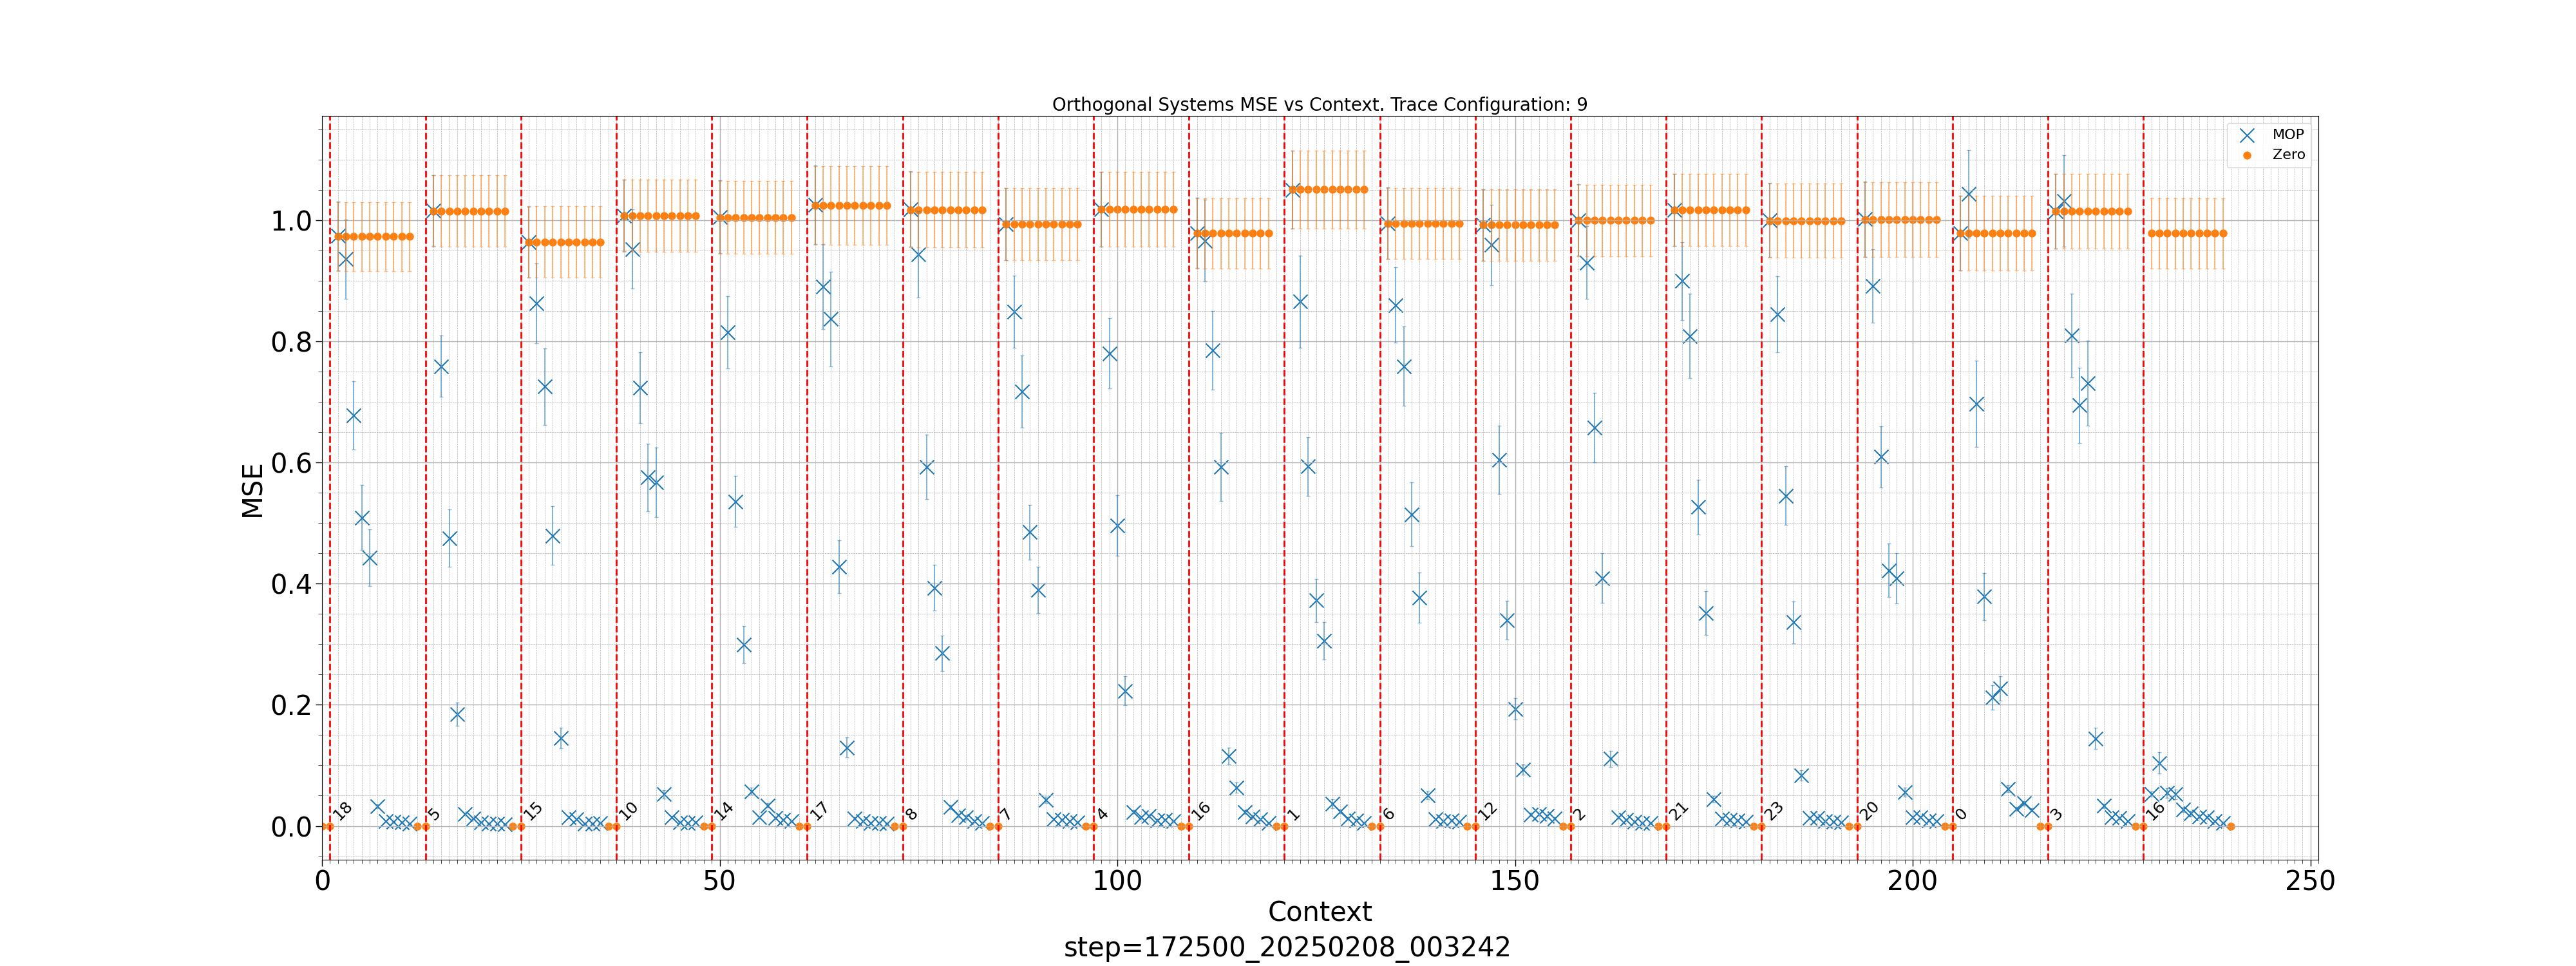 Orthogonal Systems MSE vs Context. Trace Configuration: 9
MOP
Zero
MSE
1.0
0.8
0.6
0.4
0.2
0.0
18 5 15 10 14 17 8 7 4 16 1 6 12 2 21 23 20 0 3 16
0 50 100 150 200 250
Context
step=172500_20250208_003242